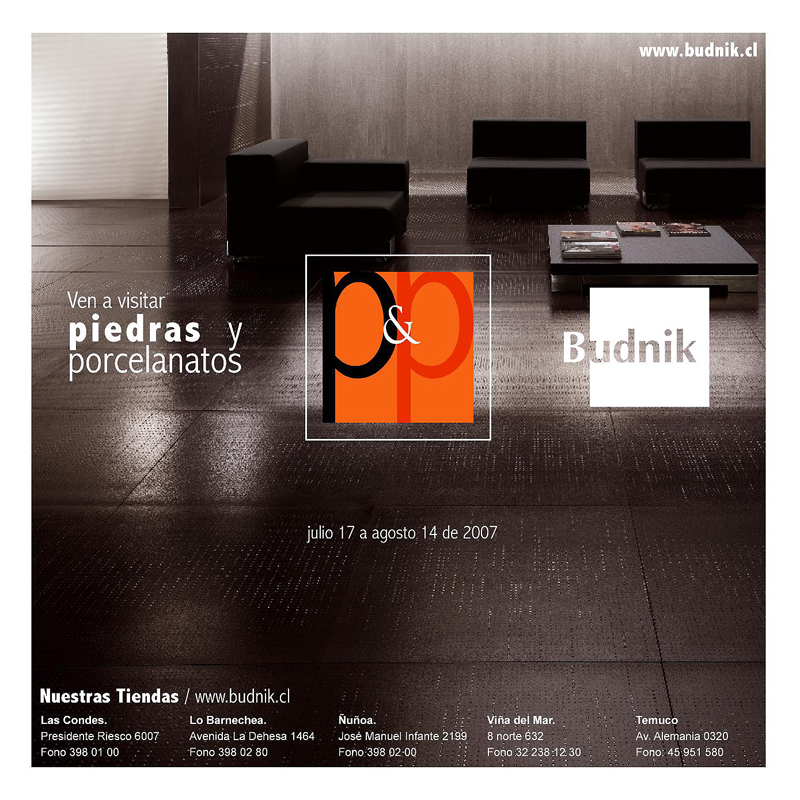 www.budnik.cl
Ven a visitar
piedras y
porcelanatos
p&p
Budnik
julio 17 a agosto 14 de 2007
Nuestras Tiendas / www.budnik.cl
Las Condes.
Presidente Riesco 6007
Fono 398 01 00
Lo Barnechea.
Avenida La Dehesa 1464
Fono 398 02 80
Ñuñoa.
José Manuel Infante 2199
Fono 398 02 00
Viña del Mar.
8 norte 632
Fono 32 238 12 30
Temuco
Av. Alemania 0320
Fono: 45 951 580